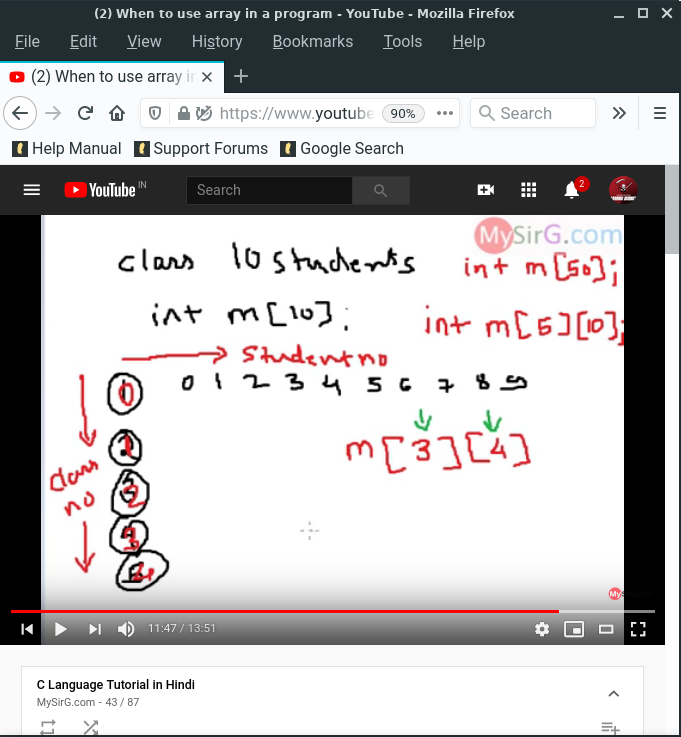 (2) When to use array in a program - YouTube - Mozilla Firefox
File Edit View History Bookmarks Tools Help
(2) When to use array in
https://www.youtube 90% Search
Help Manual Support Forums Google Search
YouTube IN Search 2
MySirG.com
class 10 students int m[50];
int m[10]; int m[5][10];
Student no
0 0 1 2 3 4 5 6 7 8 9
1 m[3][4]
class
no
2
3
4
My
11:47 / 13:51
C Language Tutorial in Hindi
MySirG.com - 43 / 87